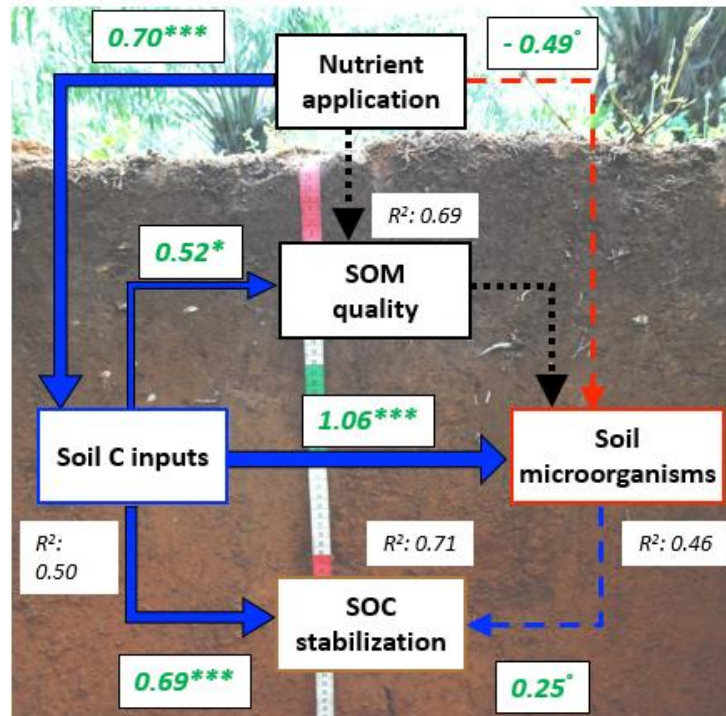 0.70***
Nutrient
application
- 0.49°
R²: 0.69
0.52*
SOM
quality
1.06***
Soil C inputs
Soil
microorganisms
R²:
0.50
R²: 0.71
R²: 0.46
SOC
stabilization
0.69***
0.25°